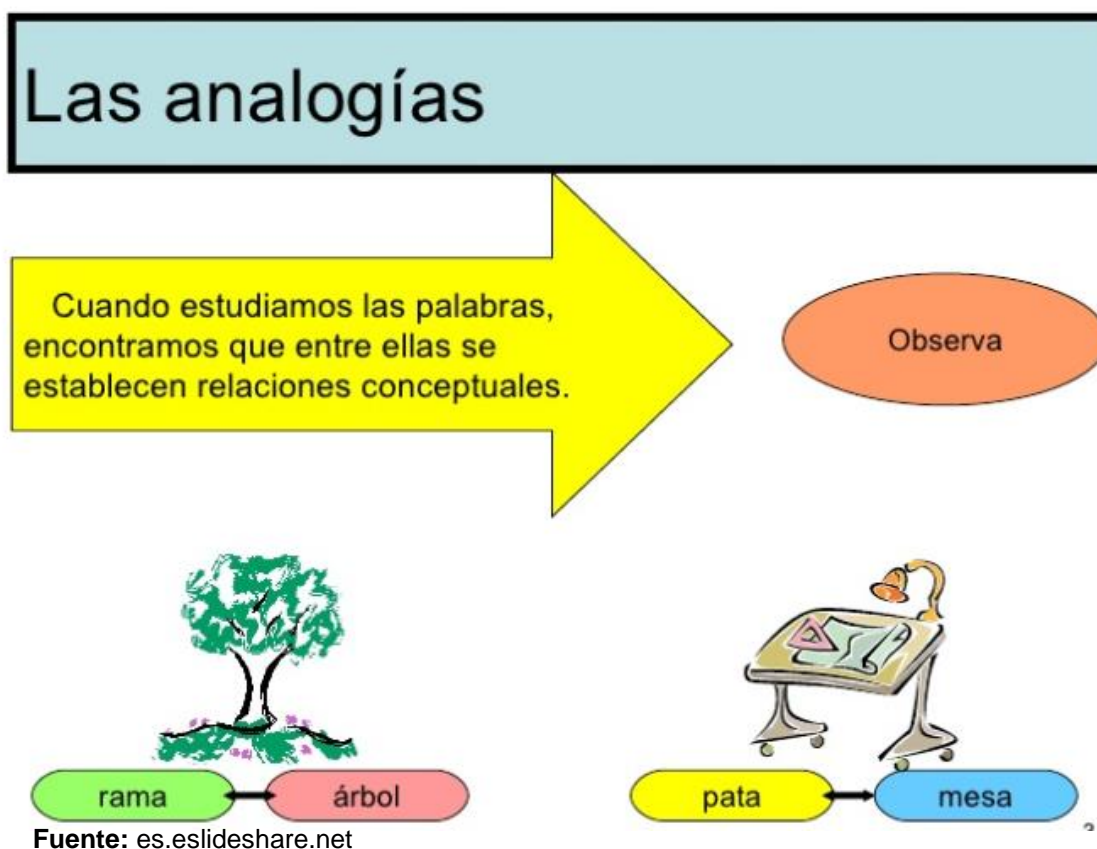 Las analogías
Cuando estudiamos las palabras,
encontramos que entre ellas se
establecen relaciones conceptuales.
Observa
rama
árbol
pata
mesa
Fuente: es.eslideshare.net